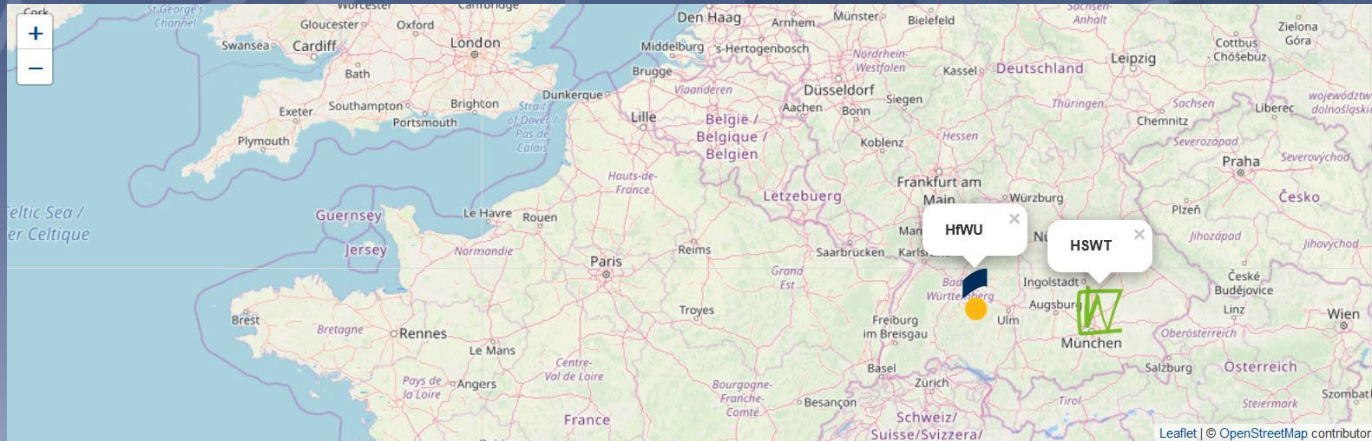 Cork
St.George's
Channel
Worcester
Cambridge
Gloucester
Oxford
Swansea
Cardiff
London
Bath
Southampton
Brighton
Exeter
Portsmouth
Plymouth
Strait
of Dover /
Pas de
Calais
Dunkerque
Den Haag
Arnhem
Münster
Bielefeld
Middelburg
's-Hertogenbosch
Brugge
Vlaanderen
Lille
België /
Belgique /
Belgien
Nordrhein-
Westfalen
Düsseldorf
Aachen
Bonn
Siegen
Koblenz
Kassel
Deutschland
Sachsen-
Anhalt
Leipzig
Cottbus -
Chóśebuz
Zielona
Góra
Thüringen
Sachsen
Chemnitz
Liberec
województwo
dolnośląskie
Hessen
Severozápad
Severovýchod
Praha
Česko
Plzeň
Jihozápad
Jihovýchod
České
Budějovice
Frankfurt am
Main
Würzburg
Letzebuerg
Hauts-de-
France
Celtic Sea /
Mer Celtique
Guernsey
Jersey
Le Havre
Rouen
Normandie
Reims
Paris
Grand
Est
Saarbrücken
HfWU
×
HSWT
×
Ingolstadt
Augsburg
Ulm
München
Linz
Wien
Freiburg
im Breisgau
Troyes
Brest
Bretagne
Rennes
Le Mans
Pays de
la Loire
Angers
Centre-
Val de Loire
Bourgogne-
Franche-
Comté
Besançon
Basel
Zürich
Schweiz/
Suisse/Svizzera/
France
Oberösterreich
Salzburg
Österreich
Tirol
Steiermark
+
−
Leaflet | © OpenStreetMap contributor